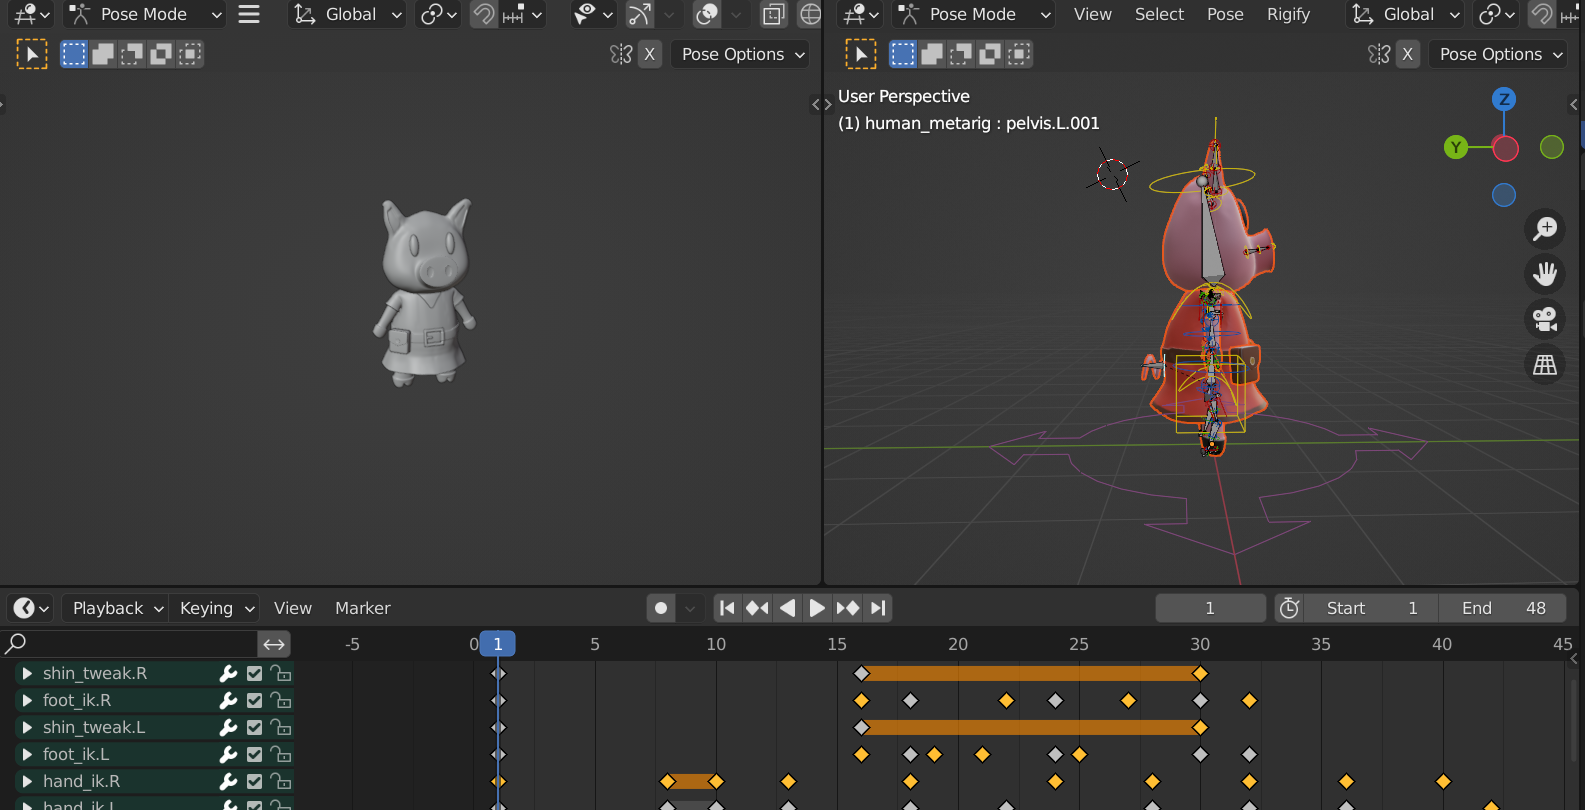 Pose Mode Global
Pose Mode View Select Pose Rigify Global
X Pose Options
X Pose Options
User Perspective
(1) human_metarig : pelvis.L.001
Z
Y
Playback Keying View Marker 1 Start 1 End 48
-5 0 1 5 10 15 20 25 30 35 40 45
shin_tweak.R
foot_ik.R
shin_tweak.L
foot_ik.L
hand_ik.R
hand_ik.L